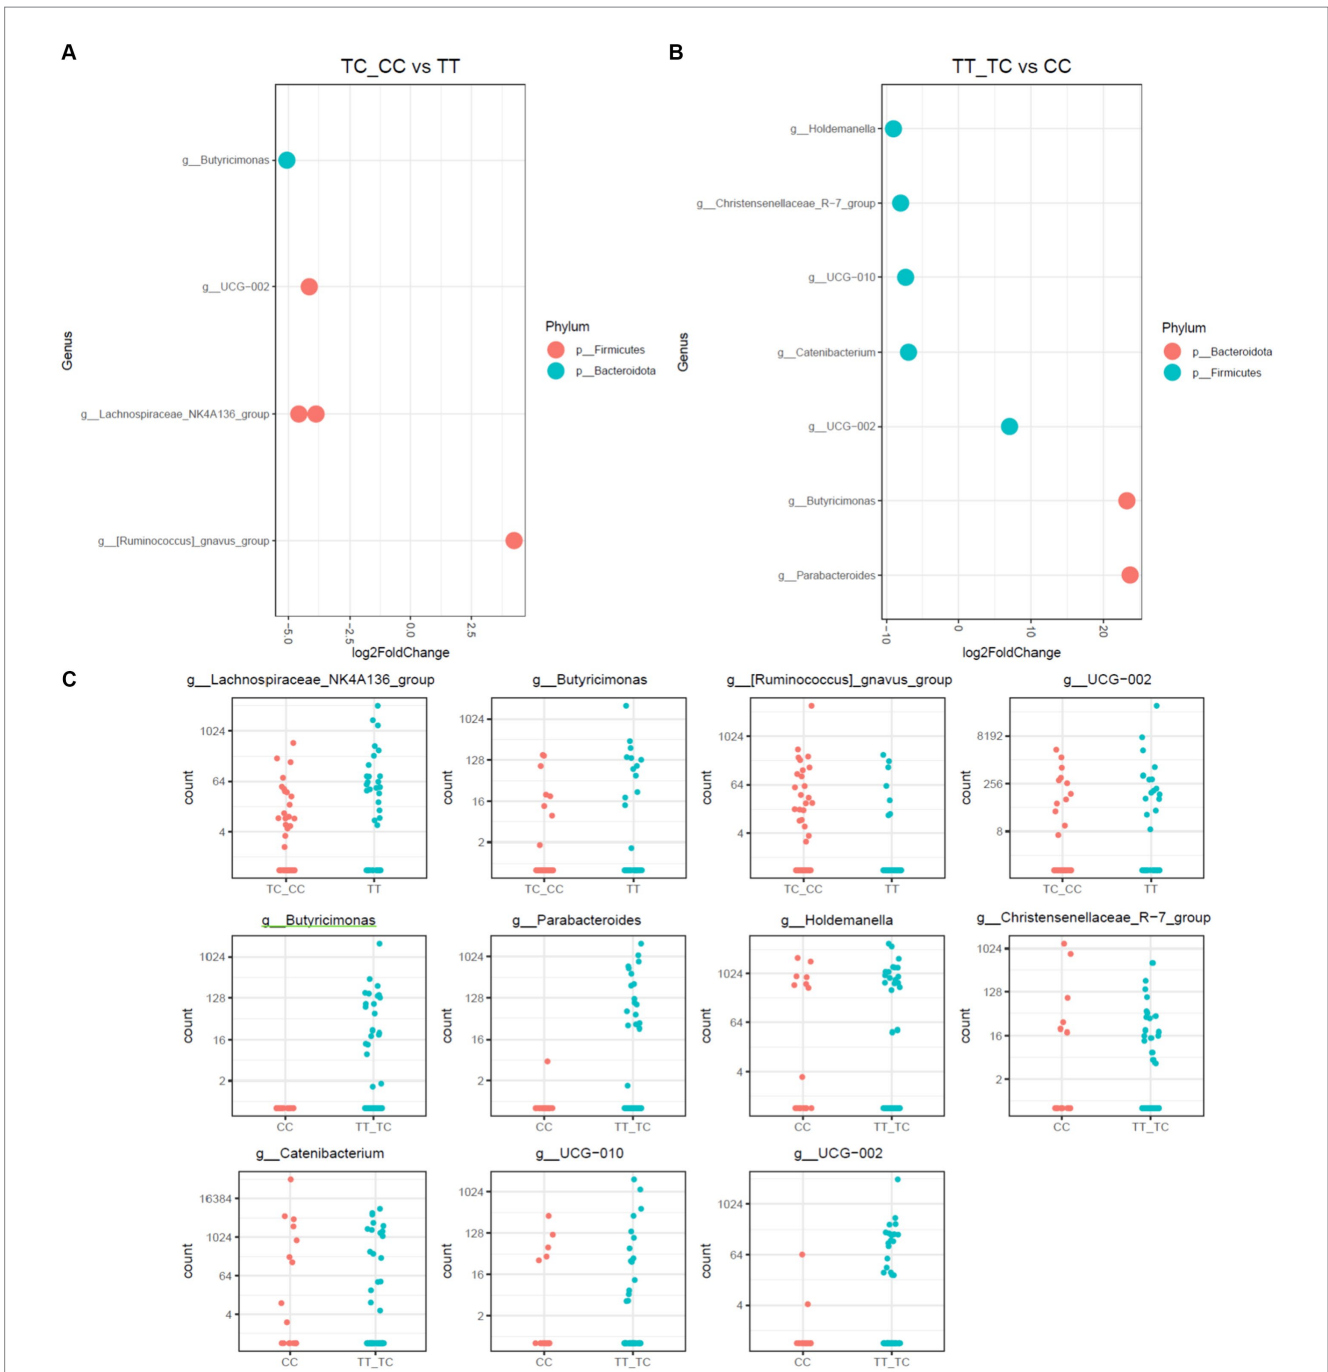 A
TC_CC vs TT
g__Butyricimonas
g__UCG-002
g__Lachnospiraceae_NK4A136_group
g__[Ruminococcus]_gnavus_group
Genus
-5.0
-2.5
0.0
2.5
log2FoldChange
Phylum
p__Firmicutes
p__Bacteroidota
B
TT_TC vs CC
g__Holdemanella
g__Christensenellaceae_R-7_group
g__UCG-010
g__Catenibacterium
g__UCG-002
g__Butyricimonas
g__Parabacteroides
Genus
-10
0
10
20
log2FoldChange
Phylum
p__Bacteroidota
p__Firmicutes
C
g__Lachnospiraceae_NK4A136_group
count
1024
64
4
TC_CC TT
g__Butyricimonas
count
1024
128
16
2
TC_CC TT
g__[Ruminococcus]_gnavus_group
count
1024
64
4
TC_CC TT
g__UCG-002
count
8192
256
8
TC_CC TT
g__Butyricimonas
count
1024
128
16
2
CC TT_TC
g__Parabacteroides
count
1024
128
16
2
CC TT_TC
g__Holdemanella
count
1024
64
4
CC TT_TC
g__Christensenellaceae_R-7_group
count
1024
128
16
2
CC TT_TC
g__Catenibacterium
count
16384
1024
64
4
CC TT_TC
g__UCG-010
count
1024
128
16
2
CC TT_TC
g__UCG-002
count
1024
64
4
CC TT_TC